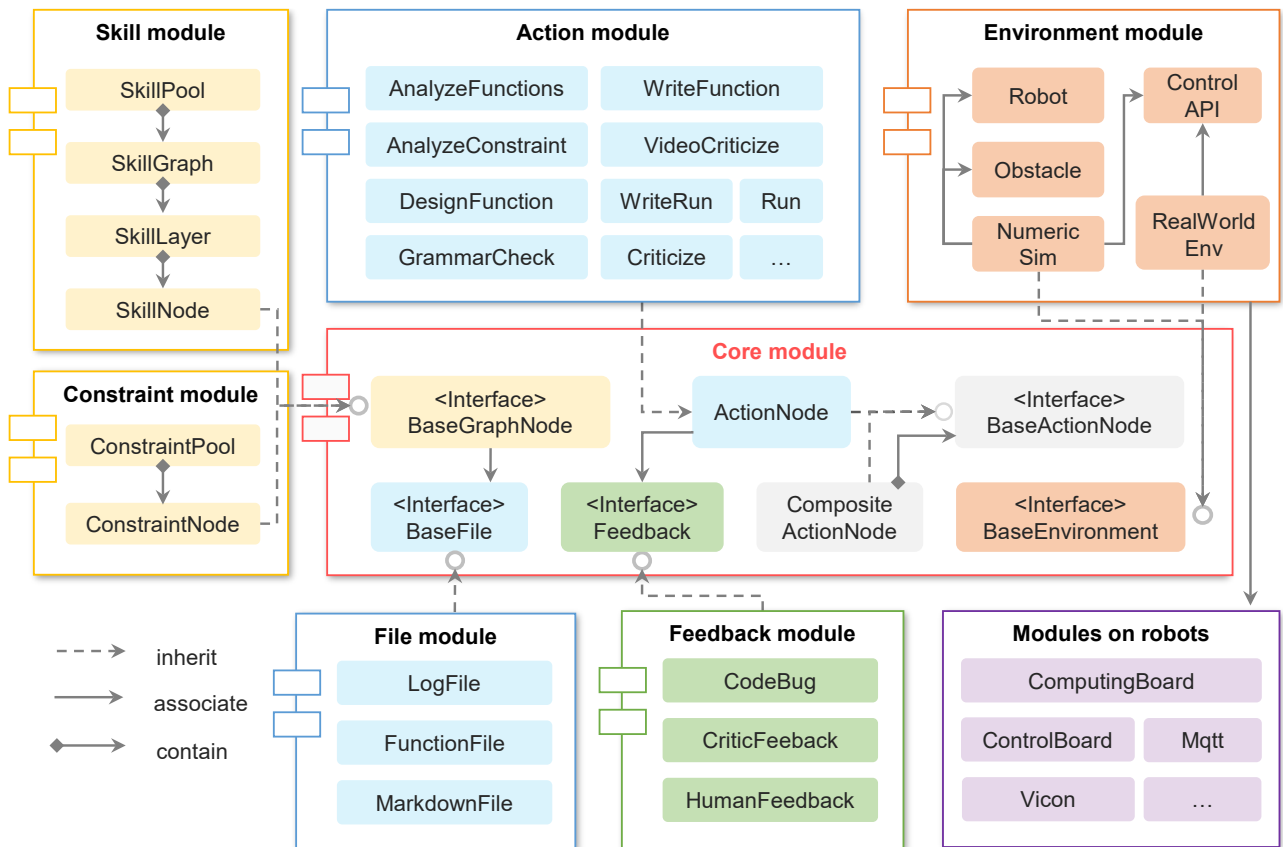 Skill module
SkillPool
SkillGraph
SkillLayer
SkillNode
Action module
AnalyzeFunctions
WriteFunction
AnalyzeConstraint
VideoCriticize
DesignFunction
WriteRun
Run
GrammarCheck
Criticize
…
Environment module
Robot
Control
API
Obstacle
Numeric
Sim
RealWorld
Env
Constraint module
ConstraintPool
ConstraintNode
Core module
<Interface>
BaseGraphNode
ActionNode
<Interface>
BaseActionNode
<Interface>
BaseFile
<Interface>
Feedback
Composite
ActionNode
<Interface>
BaseEnvironment
inherit
associate
contain
File module
LogFile
FunctionFile
MarkdownFile
Feedback module
CodeBug
CriticFeeback
HumanFeedback
Modules on robots
ComputingBoard
ControlBoard
Mqtt
Vicon
…